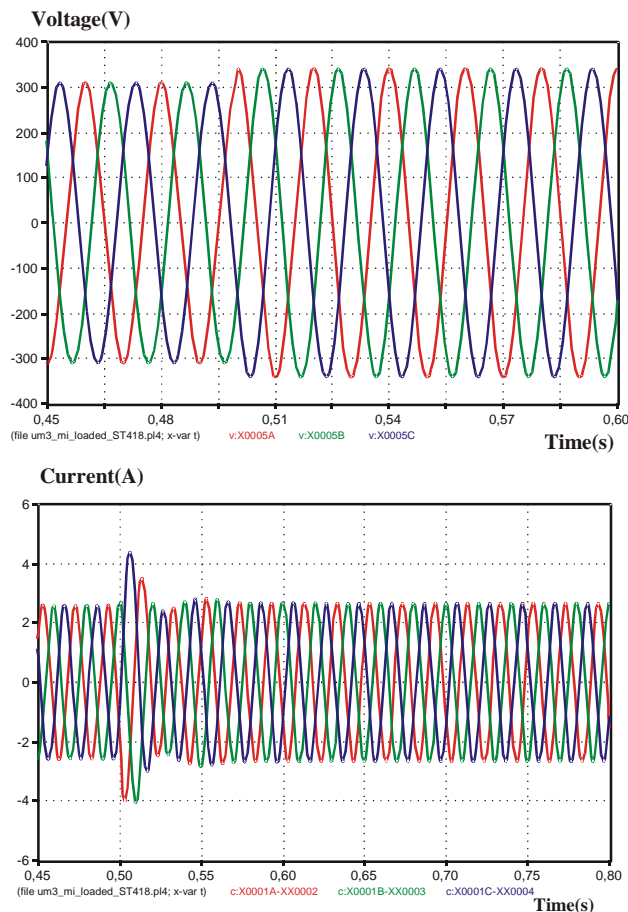 Voltage(V)
400
300
200
100
0
-100
-200
-300
-400
0,45 0,48 0,51 0,54 0,57 0,60
(file um3_mi_loaded_ST418.pl4; x-var t) v:X0005A v:X0005B v:X0005C
Time(s)
Current(A)
6
4
2
0
-2
-4
-6
0,45 0,50 0,55 0,60 0,65 0,70 0,75 0,80
(file um3_mi_loaded_ST418.pl4; x-var t) c:X0001A-XX0002 c:X0001B-XX0003 c:X0001C-XX0004
Time(s)